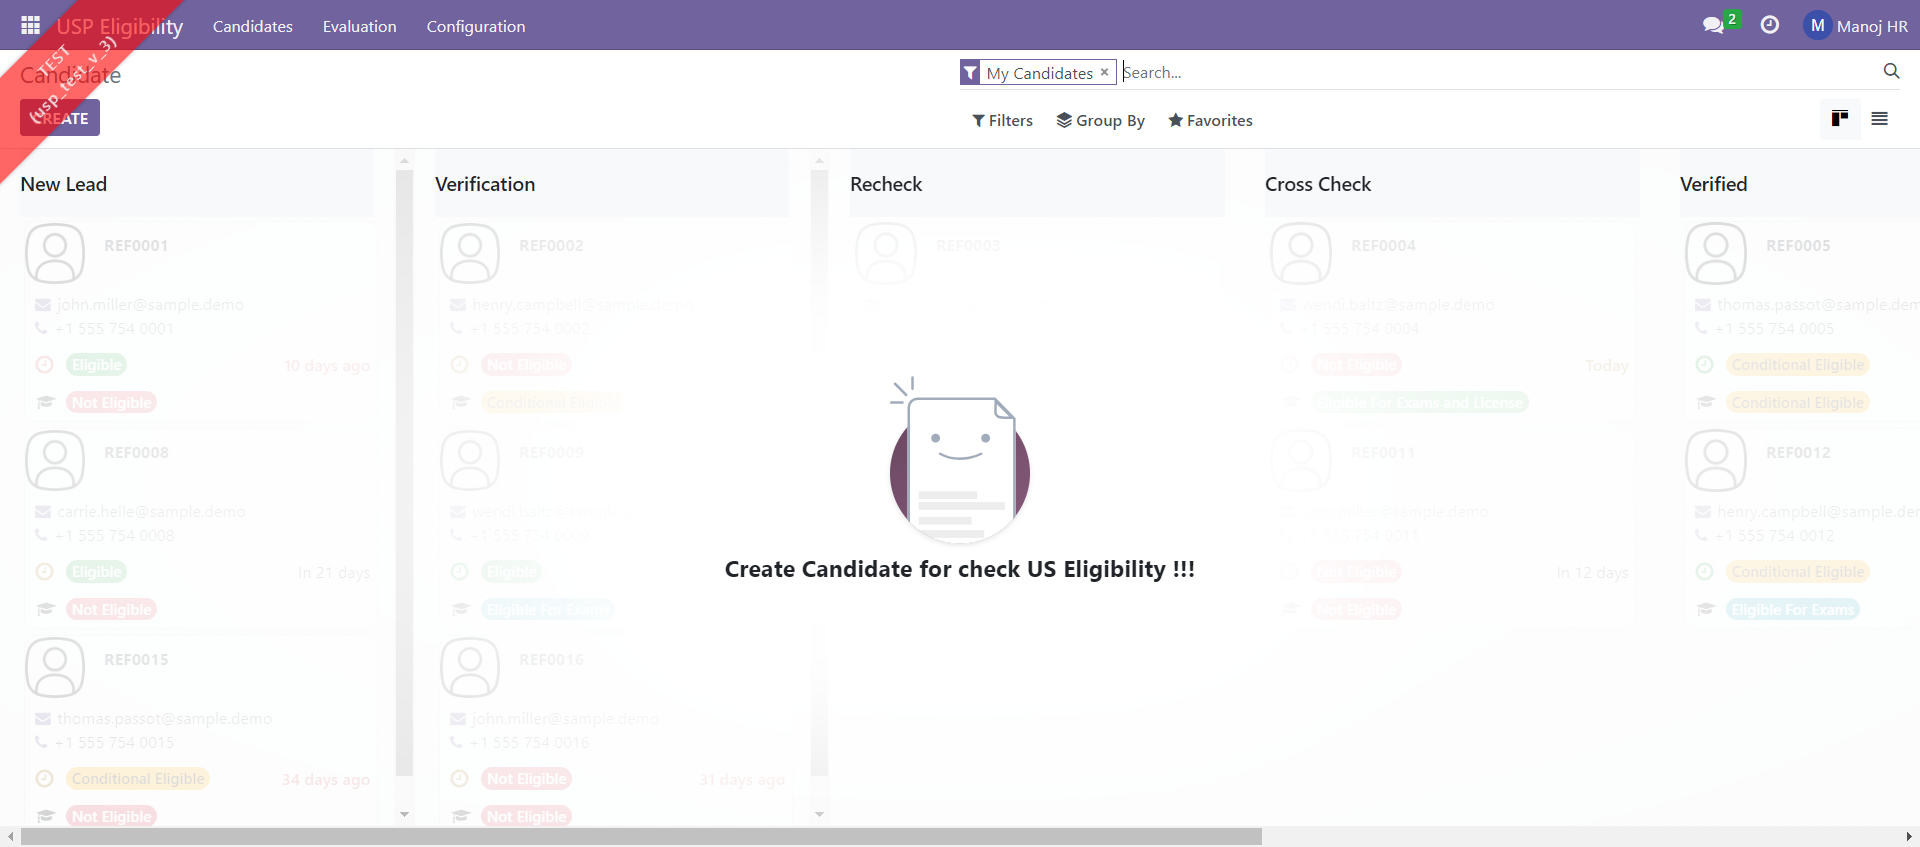 USP Eligibility Candidates Evaluation Configuration 2 M Manoj HR
TEST
(usp_test_v_3)
Candidate
My Candidates × Search...
CREATE
Filters Group By Favorites
New Lead Verification Recheck Cross Check Verified
REF0001 REF0002 REF0003 REF0004 REF0005
john.miller@sample.demo henry.campbell@sample.demo wendi.baltz@sample.demo thomas.passot@sample.dem
+1 555 754 0001 +1 555 754 0002 +1 555 754 0004 +1 555 754 0005
Eligible 10 days ago Not Eligible Not Eligible Today Conditional Eligible
Not Eligible Conditional Eligible Eligible For Exams and License Conditional Eligible
Create Candidate for check US Eligibility !!!
REF0008 REF0009 REF0011 REF0012
carrie.helle@sample.demo henry.campbell@sample.der
+1 555 754 0008 +1 555 754 0009 +1 555 754 0011 +1 555 754 0012
Eligible In 21 days Eligible Not Eligible In 12 days Conditional Eligible
Not Eligible Eligible For Exams Not Eligible Eligible For Exams
REF0015 REF0016
thomas.passot@sample.demo john.miller@sample.demo
+1 555 754 0015 +1 555 754 0016
Conditional Eligible 34 days ago Not Eligible 31 days ago
Not Eligible Not Eligible